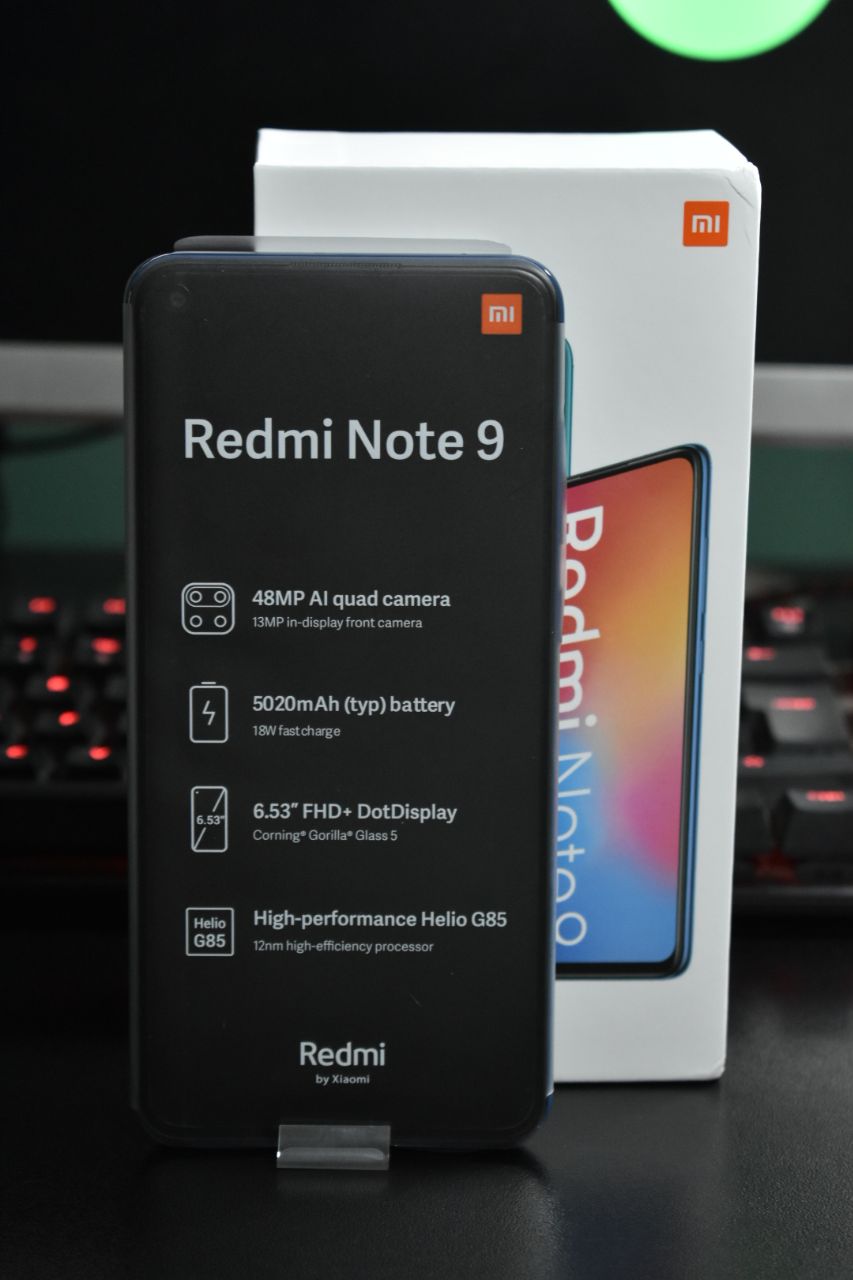 mi
mi
Redmi Note 9
48MP AI quad camera
13MP in-display front camera
5020mAh (typ) battery
18W fast charge
6.53"
6.53″ FHD+ DotDisplay
Corning® Gorilla® Glass 5
Helio
G85
High-performance Helio G85
12nm high-efficiency processor
Redmi
by Xiaomi
Redmi Note 9